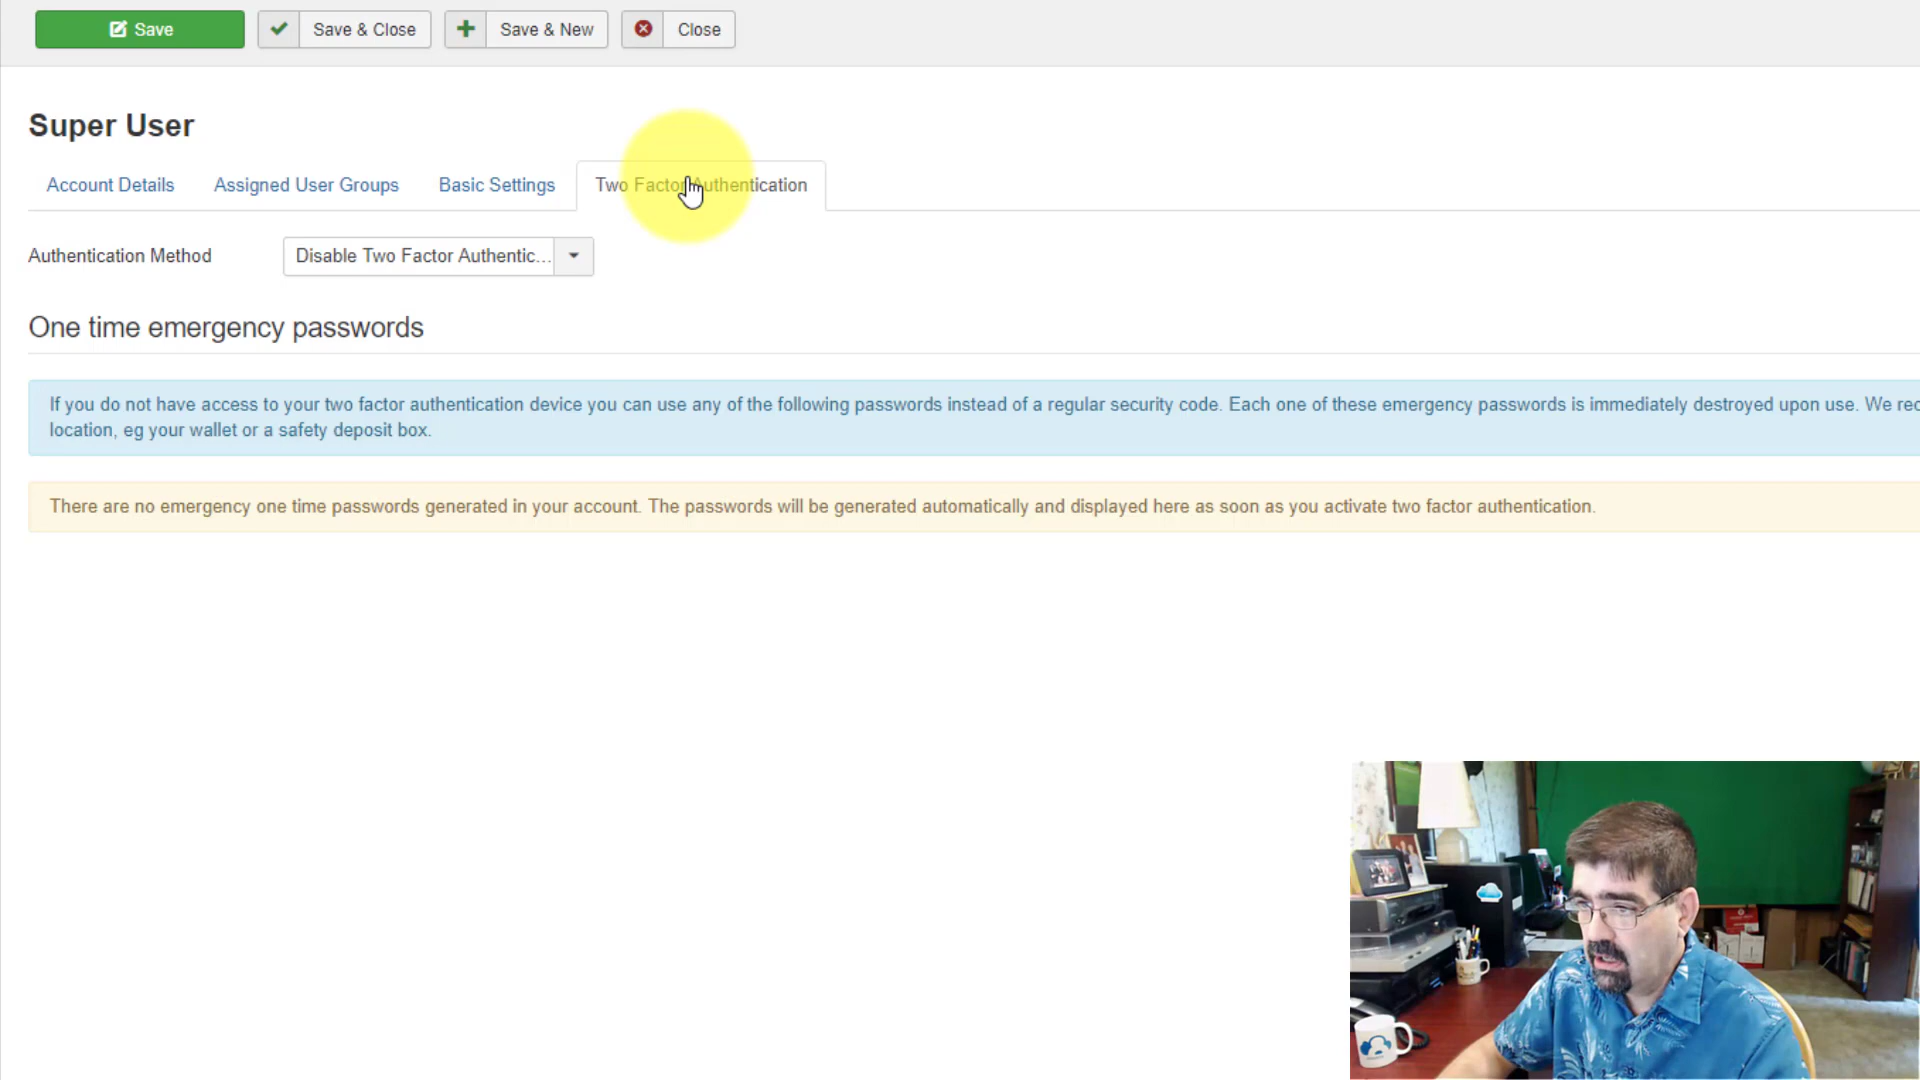 Save
Save & Close
Save & New
Close
Super User
Account Details
Assigned User Groups
Basic Settings
Two Factor Authentication
Authentication Method
Disable Two Factor Authentic...
One time emergency passwords
If you do not have access to your two factor authentication device you can use any of the following passwords instead of a regular security code. Each one of these emergency passwords is immediately destroyed upon use. We
location, eg your wallet or a safety deposit box.
There are no emergency one time passwords generated in your account. The passwords will be generated automatically and displayed here as soon as you activate two factor authentication.